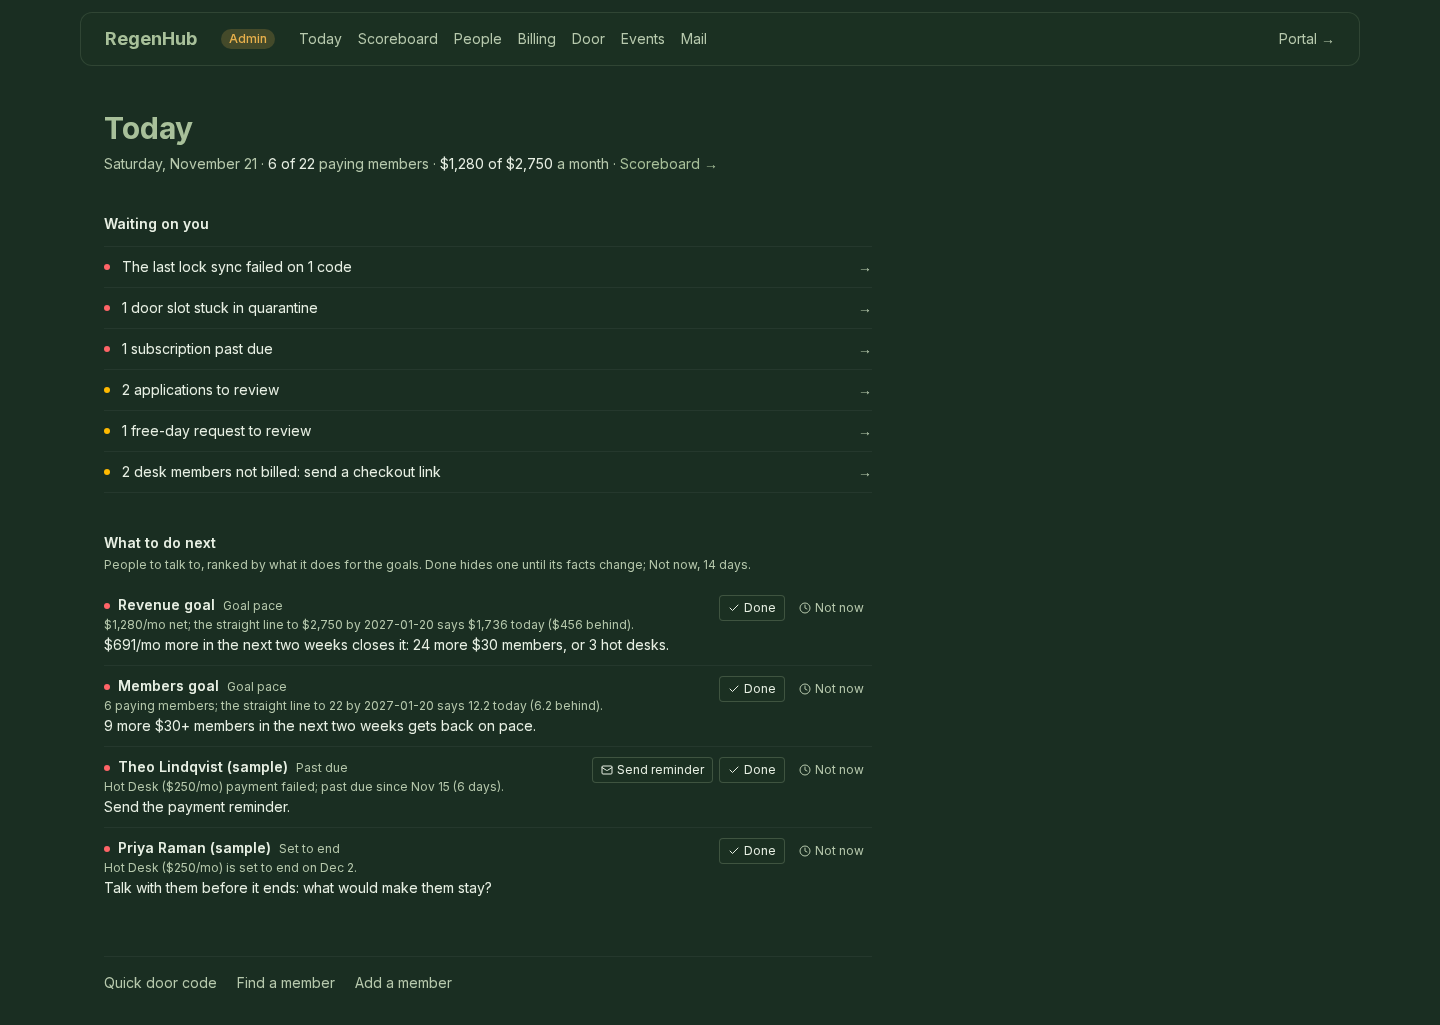 RegenHub Admin Today Scoreboard People Billing Door Events Mail Portal →
Today
Saturday, November 21 · 6 of 22 paying members · $1,280 of $2,750 a month · Scoreboard →
Waiting on you
The last lock sync failed on 1 code →
1 door slot stuck in quarantine →
1 subscription past due →
2 applications to review →
1 free-day request to review →
2 desk members not billed: send a checkout link →
What to do next
People to talk to, ranked by what it does for the goals. Done hides one until its facts change; Not now, 14 days.
Revenue goal Goal pace Done Not now
$1,280/mo net; the straight line to $2,750 by 2027-01-20 says $1,736 today ($456 behind).
$691/mo more in the next two weeks closes it: 24 more $30 members, or 3 hot desks.
Members goal Goal pace Done Not now
6 paying members; the straight line to 22 by 2027-01-20 says 12.2 today (6.2 behind).
9 more $30+ members in the next two weeks gets back on pace.
Theo Lindqvist (sample) Past due Send reminder Done Not now
Hot Desk ($250/mo) payment failed; past due since Nov 15 (6 days).
Send the payment reminder.
Priya Raman (sample) Set to end Done Not now
Hot Desk ($250/mo) is set to end on Dec 2.
Talk with them before it ends: what would make them stay?
Quick door code Find a member Add a member